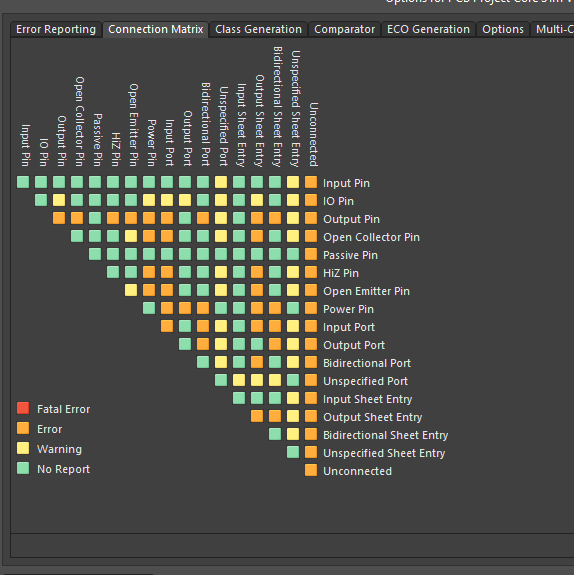 Options for PCB Project Core Sim V
Error Reporting Connection Matrix Class Generation Comparator ECO Generation Options Multi-C
Input Pin
IO Pin
Output Pin
Open Collector Pin
Passive Pin
HiZ Pin
Open Emitter Pin
Power Pin
Input Port
Output Port
Bidirectional Port
Unspecified Port
Input Sheet Entry
Output Sheet Entry
Bidirectional Sheet Entry
Unspecified Sheet Entry
Unconnected
Input Pin
IO Pin
Output Pin
Open Collector Pin
Passive Pin
HiZ Pin
Open Emitter Pin
Power Pin
Input Port
Output Port
Bidirectional Port
Unspecified Port
Input Sheet Entry
Output Sheet Entry
Bidirectional Sheet Entry
Unspecified Sheet Entry
Unconnected
Fatal Error
Error
Warning
No Report